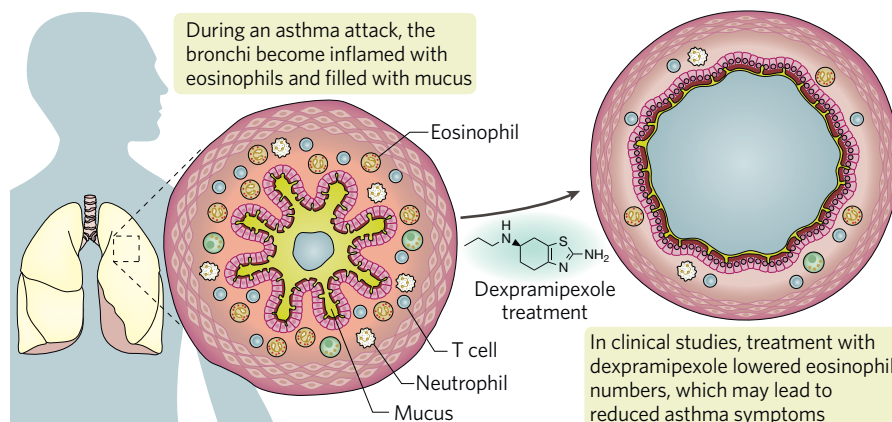 During an asthma attack, the
bronchi become inflamed with
eosinophils and filled with mucus
Eosinophil
H
N
S
NH₂
N
Dexpramipexole
treatment
T cell
Neutrophil
Mucus
In clinical studies, treatment with
dexpramipexole lowered eosinophil
numbers, which may lead to
reduced asthma symptoms